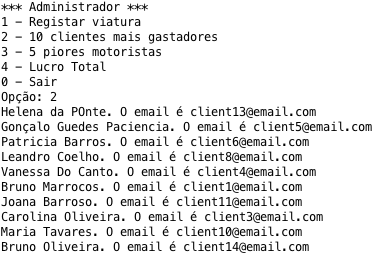 *** Administrador ***
1 - Registar viatura
2 - 10 clientes mais gastadores
3 - 5 piores motoristas
4 - Lucro Total
0 - Sair
Opção: 2
Helena da POnte. O email é client13@email.com
Gonçalo Guedes Paciencia. O email é client5@email.com
Patricia Barros. O email é client6@email.com
Leandro Coelho. O email é client8@email.com
Vanessa Do Canto. O email é client4@email.com
Bruno Marrocos. O email é client1@email.com
Joana Barroso. O email é client11@email.com
Carolina Oliveira. O email é client3@email.com
Maria Tavares. O email é client10@email.com
Bruno Oliveira. O email é client14@email.com